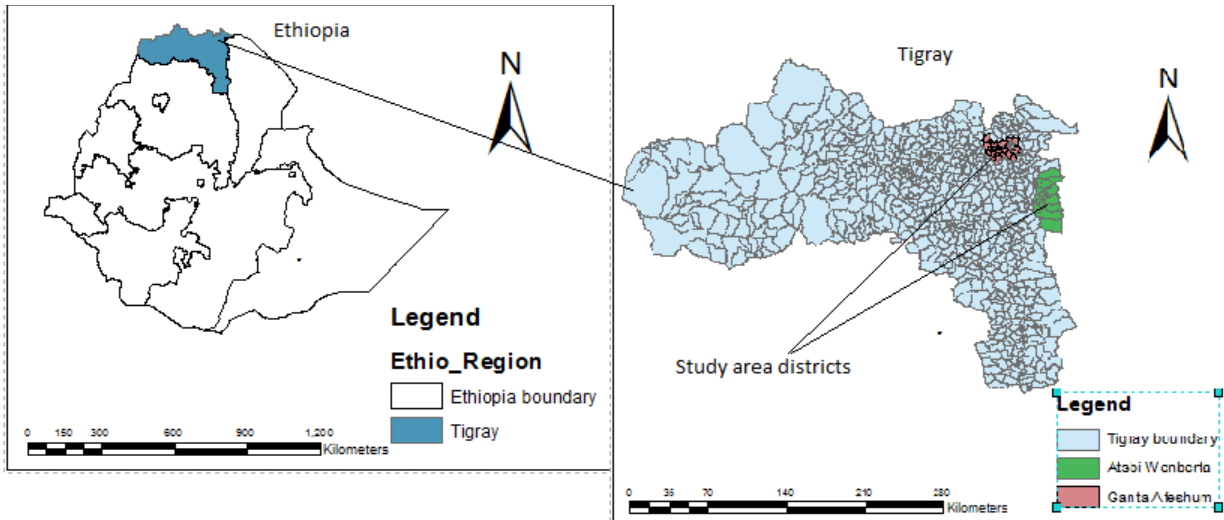 Ethiopia
N
Legend
Ethio_Region
Ethiopia boundary
Tigray
0 150 300 600 900 1,200
Kilometers
Tigray
N
Study area districts
Legend
Tigray boundary
Atsbi Wenberta
Ganta Afeshum
0 35 70 140 210 280
Kilometers